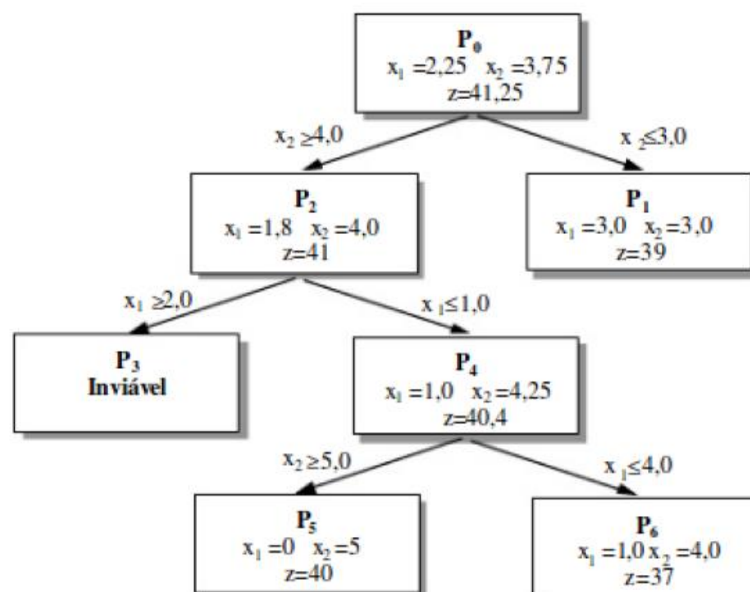 P₀
x₁ =2,25 x₂ =3,75
z=41,25
x₂ ≥4,0
x ₂≤3,0
P₂
x₁ =1,8 x₂ =4,0
z=41
P₁
x₁ =3,0 x₂ =3,0
z=39
x₁ ≥2,0
x ₁≤1,0
P₃
Inviável
P₄
x₁ =1,0 x₂ =4,25
z=40,4
x₂ ≥5,0
x ₁≤4,0
P₅
x₁ =0 x₂ =5
z=40
P₆
x₁ =1,0 x₂ =4,0
z=37